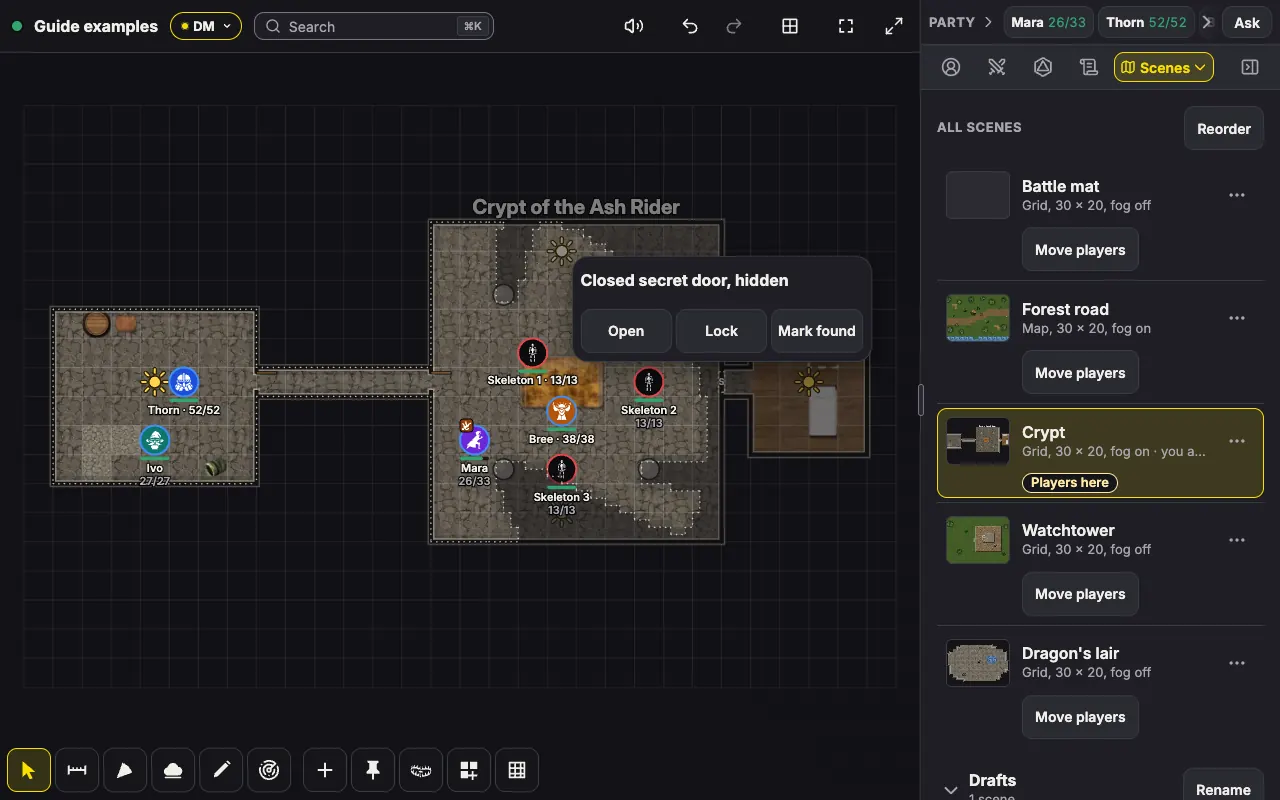 Guide examples
DM
Search
⌘K
PARTY
Mara 26/33
Thorn 52/52
Ask
Scenes
ALL SCENES
Reorder
Battle mat
Grid, 30 × 20, fog off
Move players
Forest road
Map, 30 × 20, fog on
Move players
Crypt
Grid, 30 × 20, fog on · you a...
Players here
Watchtower
Grid, 30 × 20, fog off
Move players
Dragon's lair
Grid, 30 × 20, fog off
Move players
Drafts
1 scene
Rename
Crypt of the Ash Rider
Closed secret door, hidden
Open
Lock
Mark found
Skeleton 1 · 13/13
Thorn · 52/52
Skeleton 2
13/13
S
Bree · 38/38
Ivo
27/27
Mara
26/33
Skeleton 3
13/13